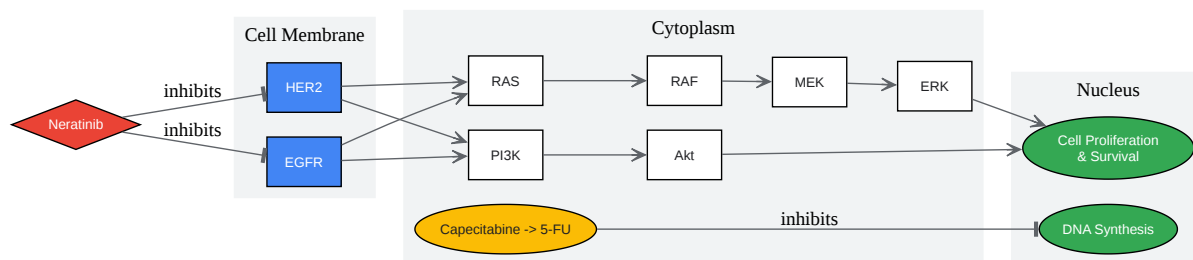 Cell Membrane
Cytoplasm
Nucleus
Neratinib
inhibits
inhibits
HER2
EGFR
RAS
RAF
MEK
ERK
PI3K
Akt
Cell Proliferation
& Survival
Capecitabine -> 5-FU
inhibits
DNA Synthesis